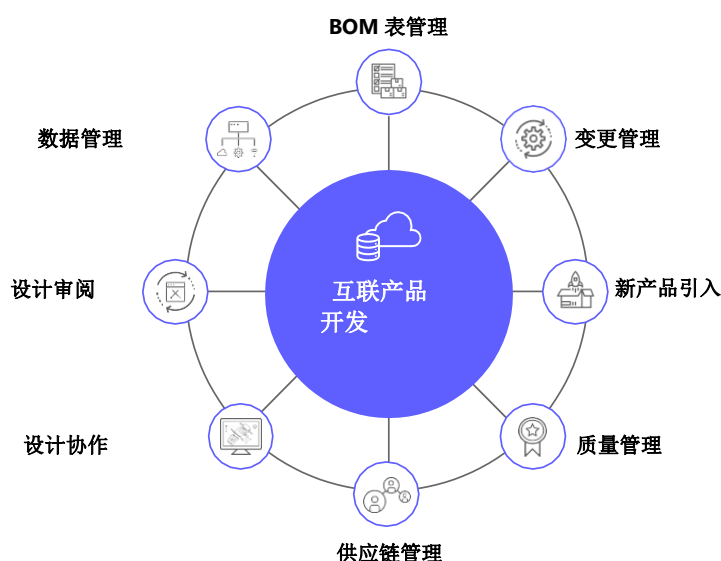 BOM 表管理
数据管理
变更管理
设计审阅
互联产品
开发
新产品引入
设计协作
质量管理
供应链管理